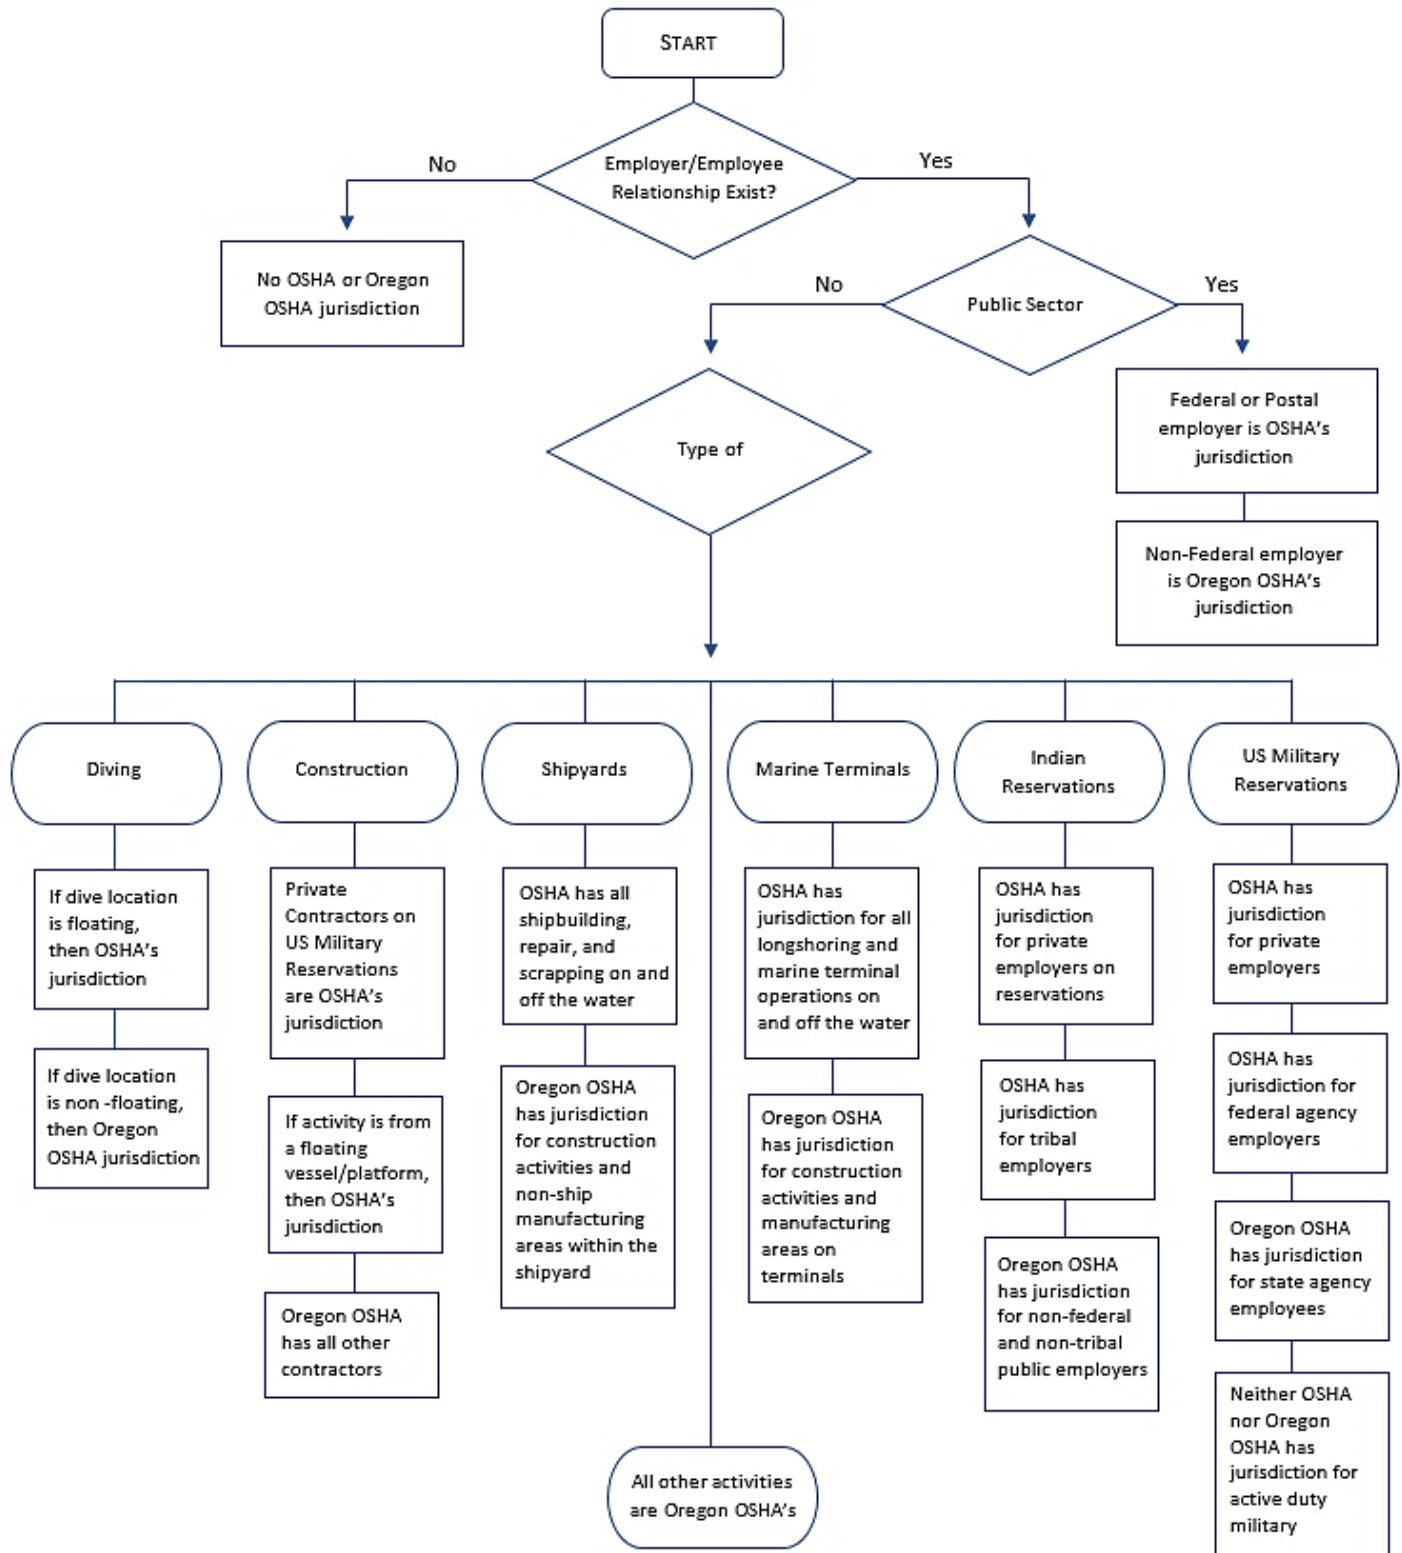 START
Employer/Employee
Relationship Exist?
No
Yes
No OSHA or Oregon
OSHA jurisdiction
Public Sector
No
Yes
Type of
Federal or Postal
employer is OSHA's
jurisdiction
Non-Federal employer
is Oregon OSHA's
jurisdiction
Diving
If dive location
is floating,
then OSHA's
jurisdiction
If dive location
is non -floating,
then Oregon
OSHA jurisdiction
Construction
Private
Contractors on
US Military
Reservations
are OSHA's
jurisdiction
If activity is from
a floating
vessel/platform,
then OSHA's
jurisdiction
Oregon OSHA
has all other
contractors
Shipyards
OSHA has all
shipbuilding,
repair, and
scrapping on and
off the water
Oregon OSHA
has jurisdiction
for construction
activities and
non-ship
manufacturing
areas within the
shipyard
All other activities
are Oregon OSHA's
Marine Terminals
OSHA has
jurisdiction for all
longshoring and
marine terminal
operations on
and off the water
Oregon OSHA
has jurisdiction
for construction
activities and
manufacturing
areas on
terminals
Indian
Reservations
OSHA has
jurisdiction
for private
employers on
reservations
OSHA has
jurisdiction
for tribal
employers
Oregon OSHA
has jurisdiction
for non-federal
and non-tribal
public employers
US Military
Reservations
OSHA has
jurisdiction
for private
employers
OSHA has
jurisdiction for
federal agency
employers
Oregon OSHA
has jurisdiction
for state agency
employees
Neither OSHA
nor Oregon
OSHA has
jurisdiction for
active duty
military